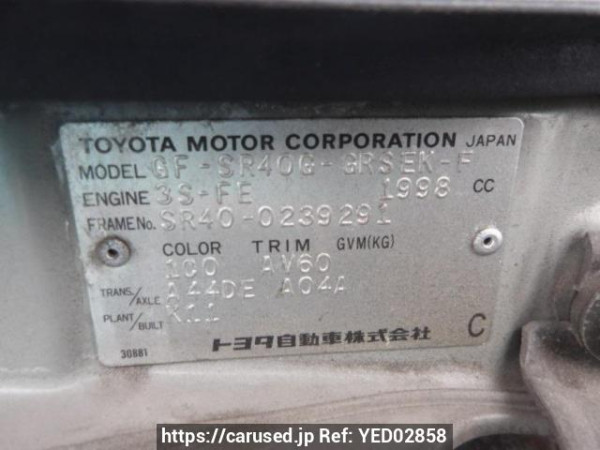 TOYOTA MOTOR CORPORATION JAPAN
MODEL GF-SR40G-GRSEK-F
ENGINE 3S-FE 1998 CC
FRAME No. SR40-0239291
COLOR TRIM GVM(KG)
1C0 AV60
TRANS./AXLE A44DE A04A
PLANT/BUILT K11
30881 トヨタ自動車株式会社 C
https://carused.jp Ref: YED02858